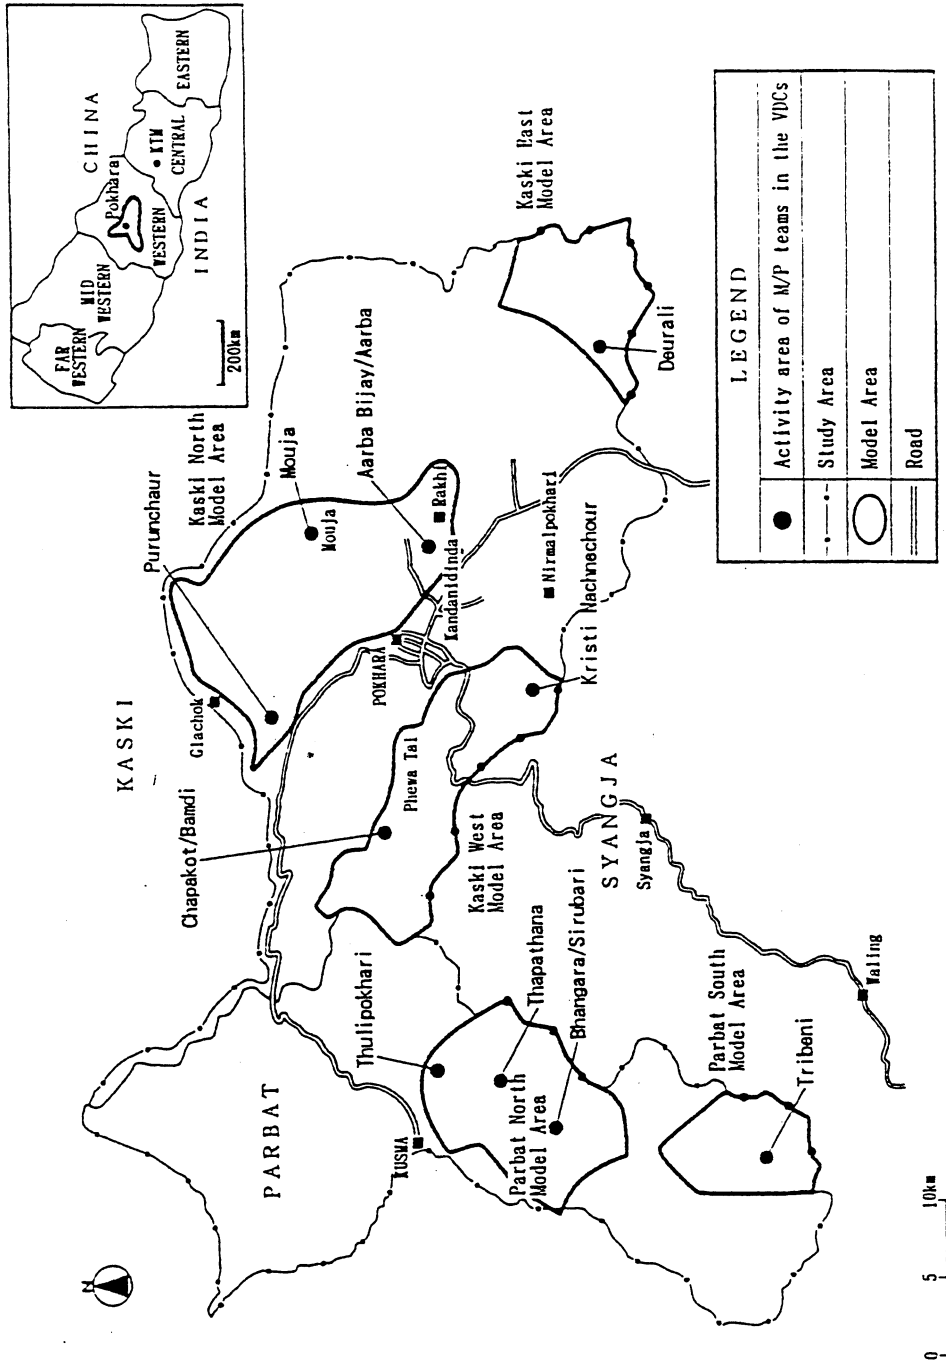 CHINA
FAR
WESTERN
MID
WESTERN
Pokhara
WESTERN
KTM
CENTRAL
EASTERN
INDIA
200km
N
KASKI
PARBAT
SYANGJA
Purunchaur
Kaski North
Model Area
Mouja
Mouja
Aarba Bijay/Aarba
Rakhi
Kandanidinda
Glachok
POKHARA
Chapakot/Bamdi
Phewa Tal
Kaski West
Model Area
Nirmalpokhari
Kristi Nachnechour
Kaski East
Model Area
Deurali
Syangja
Waling
Thulipokhari
Thapathana
Bhangara/Sirubari
Parbat North
Model Area
KUSMA
Parbat South
Model Area
Tribeni
0 5 10km
LEGEND
Activity area of M/P teams in the VDCs
Study Area
Model Area
Road